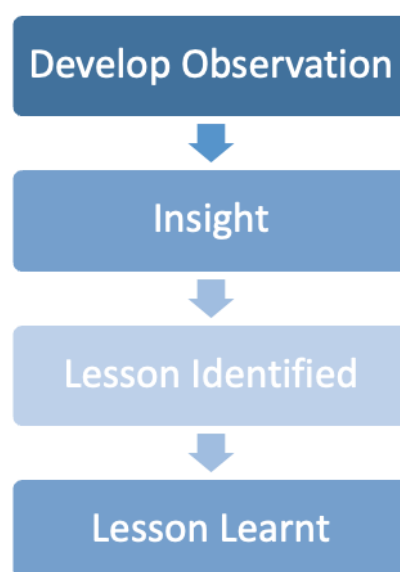 Develop Observation
Insight
Lesson Identified
Lesson Learnt